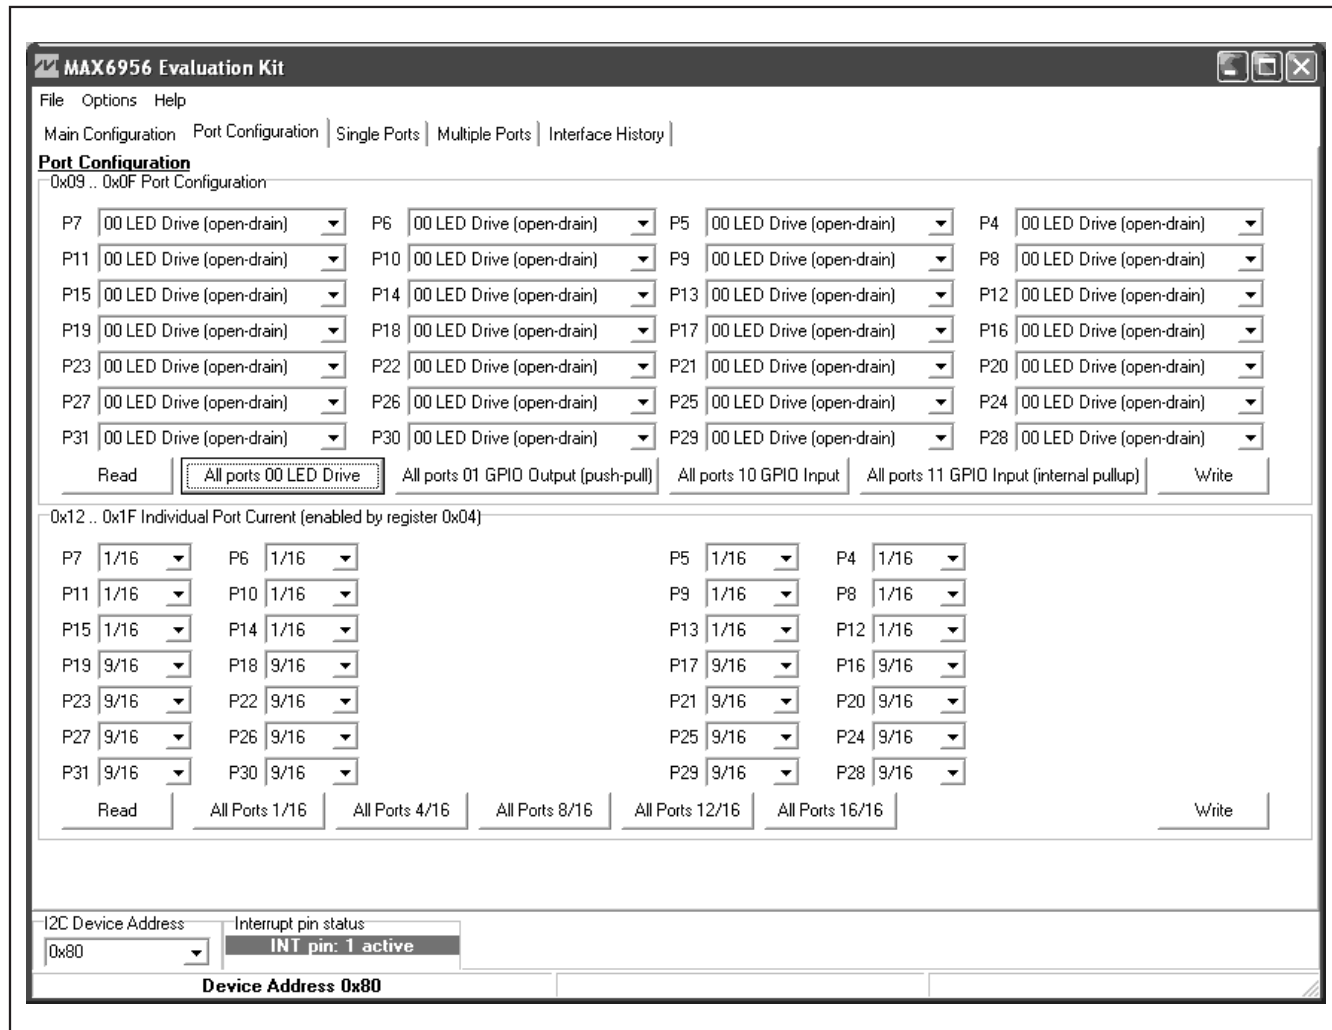 MAX6956 Evaluation Kit
File Options Help
Main Configuration Port Configuration Single Ports Multiple Ports Interface History
Port Configuration
0x09 .. 0x0F Port Configuration
P7 00 LED Drive (open-drain) P6 00 LED Drive (open-drain) P5 00 LED Drive (open-drain) P4 00 LED Drive (open-drain)
P11 00 LED Drive (open-drain) P10 00 LED Drive (open-drain) P9 00 LED Drive (open-drain) P8 00 LED Drive (open-drain)
P15 00 LED Drive (open-drain) P14 00 LED Drive (open-drain) P13 00 LED Drive (open-drain) P12 00 LED Drive (open-drain)
P19 00 LED Drive (open-drain) P18 00 LED Drive (open-drain) P17 00 LED Drive (open-drain) P16 00 LED Drive (open-drain)
P23 00 LED Drive (open-drain) P22 00 LED Drive (open-drain) P21 00 LED Drive (open-drain) P20 00 LED Drive (open-drain)
P27 00 LED Drive (open-drain) P26 00 LED Drive (open-drain) P25 00 LED Drive (open-drain) P24 00 LED Drive (open-drain)
P31 00 LED Drive (open-drain) P30 00 LED Drive (open-drain) P29 00 LED Drive (open-drain) P28 00 LED Drive (open-drain)
Read All ports 00 LED Drive All ports 01 GPIO Output (push-pull) All ports 10 GPIO Input All ports 11 GPIO Input (internal pullup) Write
0x12 .. 0x1F Individual Port Current (enabled by register 0x04)
P7 1/16 P6 1/16 P5 1/16 P4 1/16
P11 1/16 P10 1/16 P9 1/16 P8 1/16
P15 1/16 P14 1/16 P13 1/16 P12 1/16
P19 9/16 P18 9/16 P17 9/16 P16 9/16
P23 9/16 P22 9/16 P21 9/16 P20 9/16
P27 9/16 P26 9/16 P25 9/16 P24 9/16
P31 9/16 P30 9/16 P29 9/16 P28 9/16
Read All Ports 1/16 All Ports 4/16 All Ports 8/16 All Ports 12/16 All Ports 16/16 Write
I2C Device Address Interrupt pin status
0x80 INT pin: 1 active
Device Address 0x80